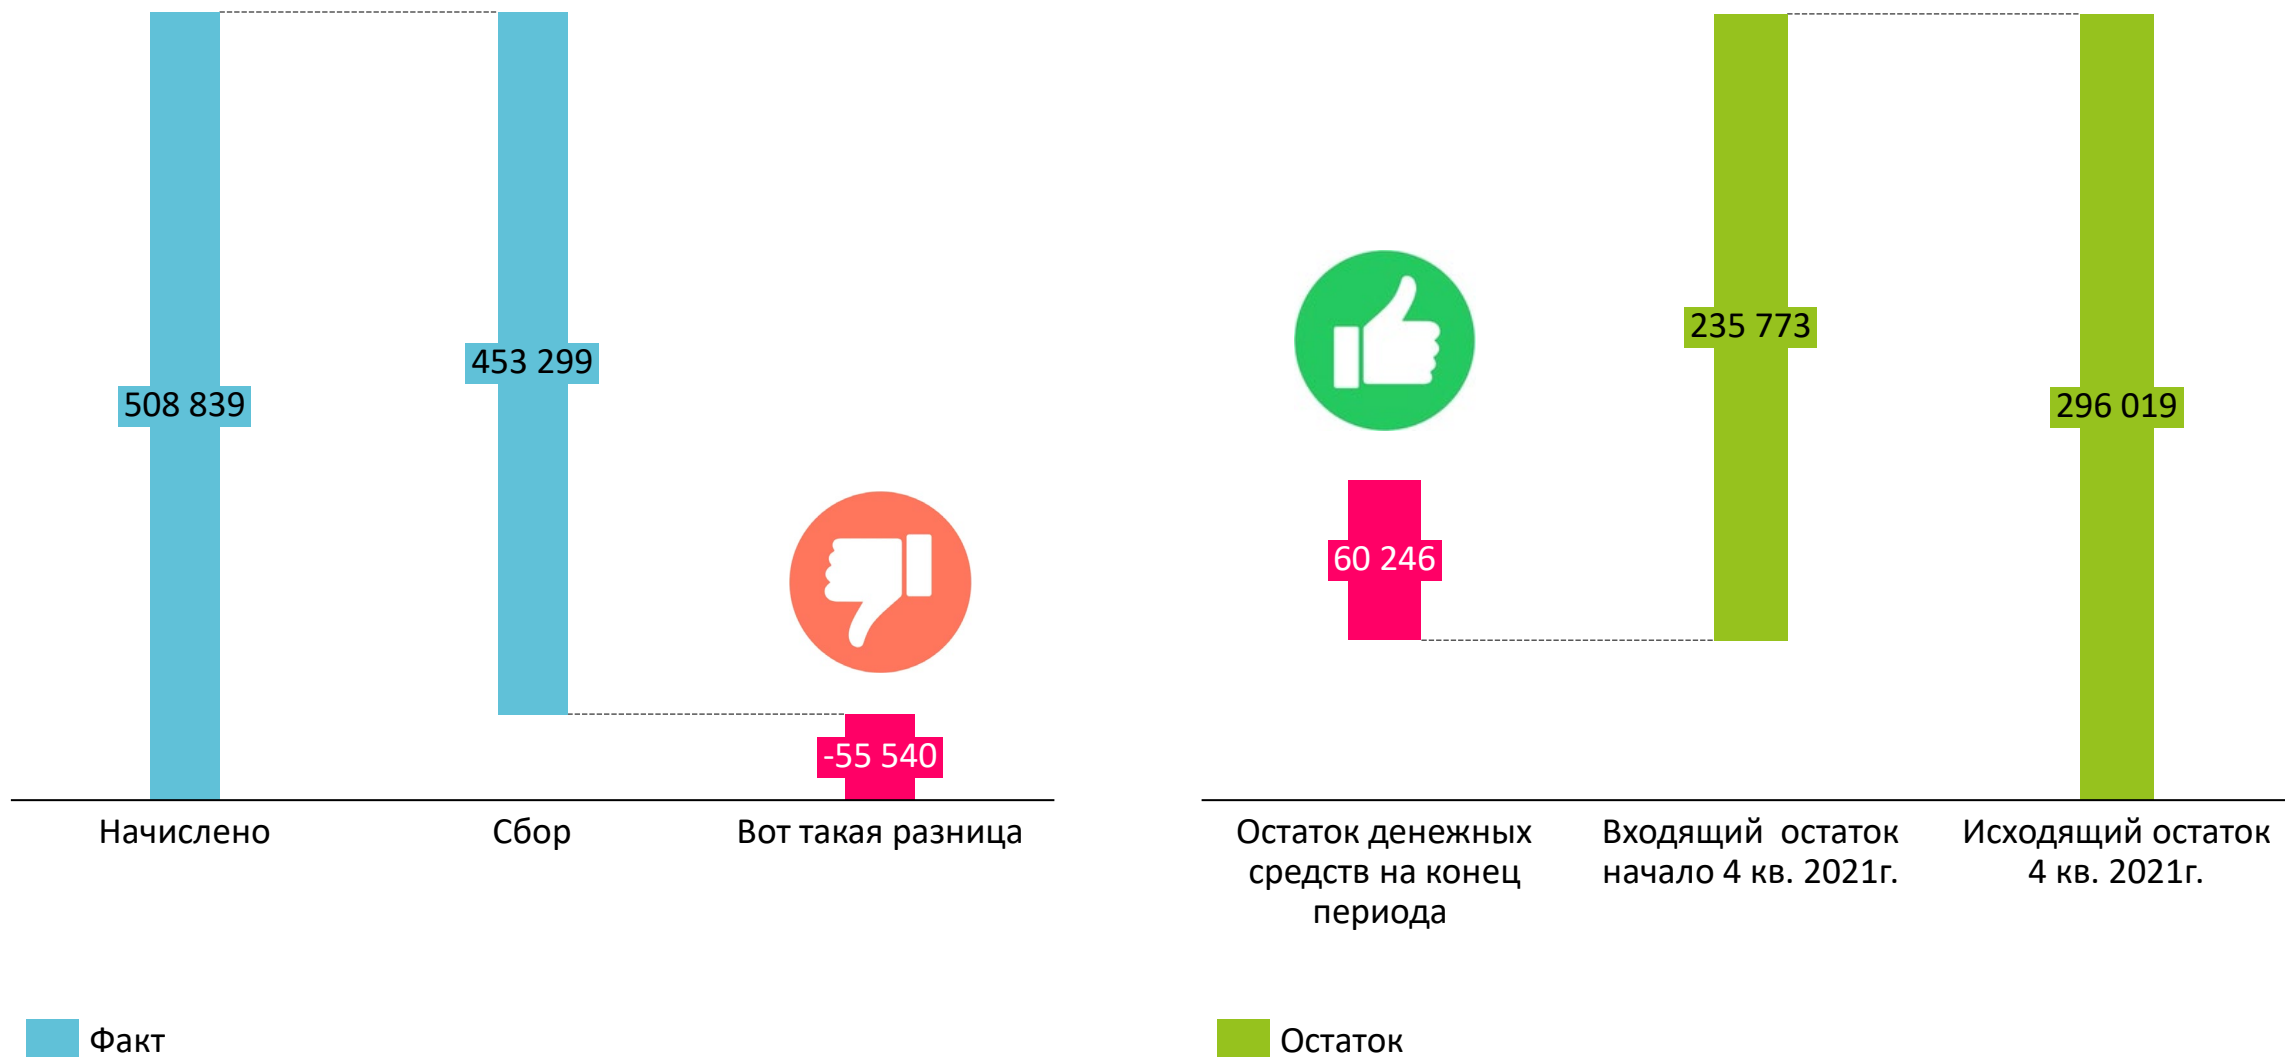 508 839
453 299
-55 540
Начислено
Сбор
Вот такая разница
Факт
60 246
235 773
296 019
Остаток денежных
средств на конец
периода
Входящий остаток
начало 4 кв. 2021г.
Исходящий остаток
4 кв. 2021г.
Остаток